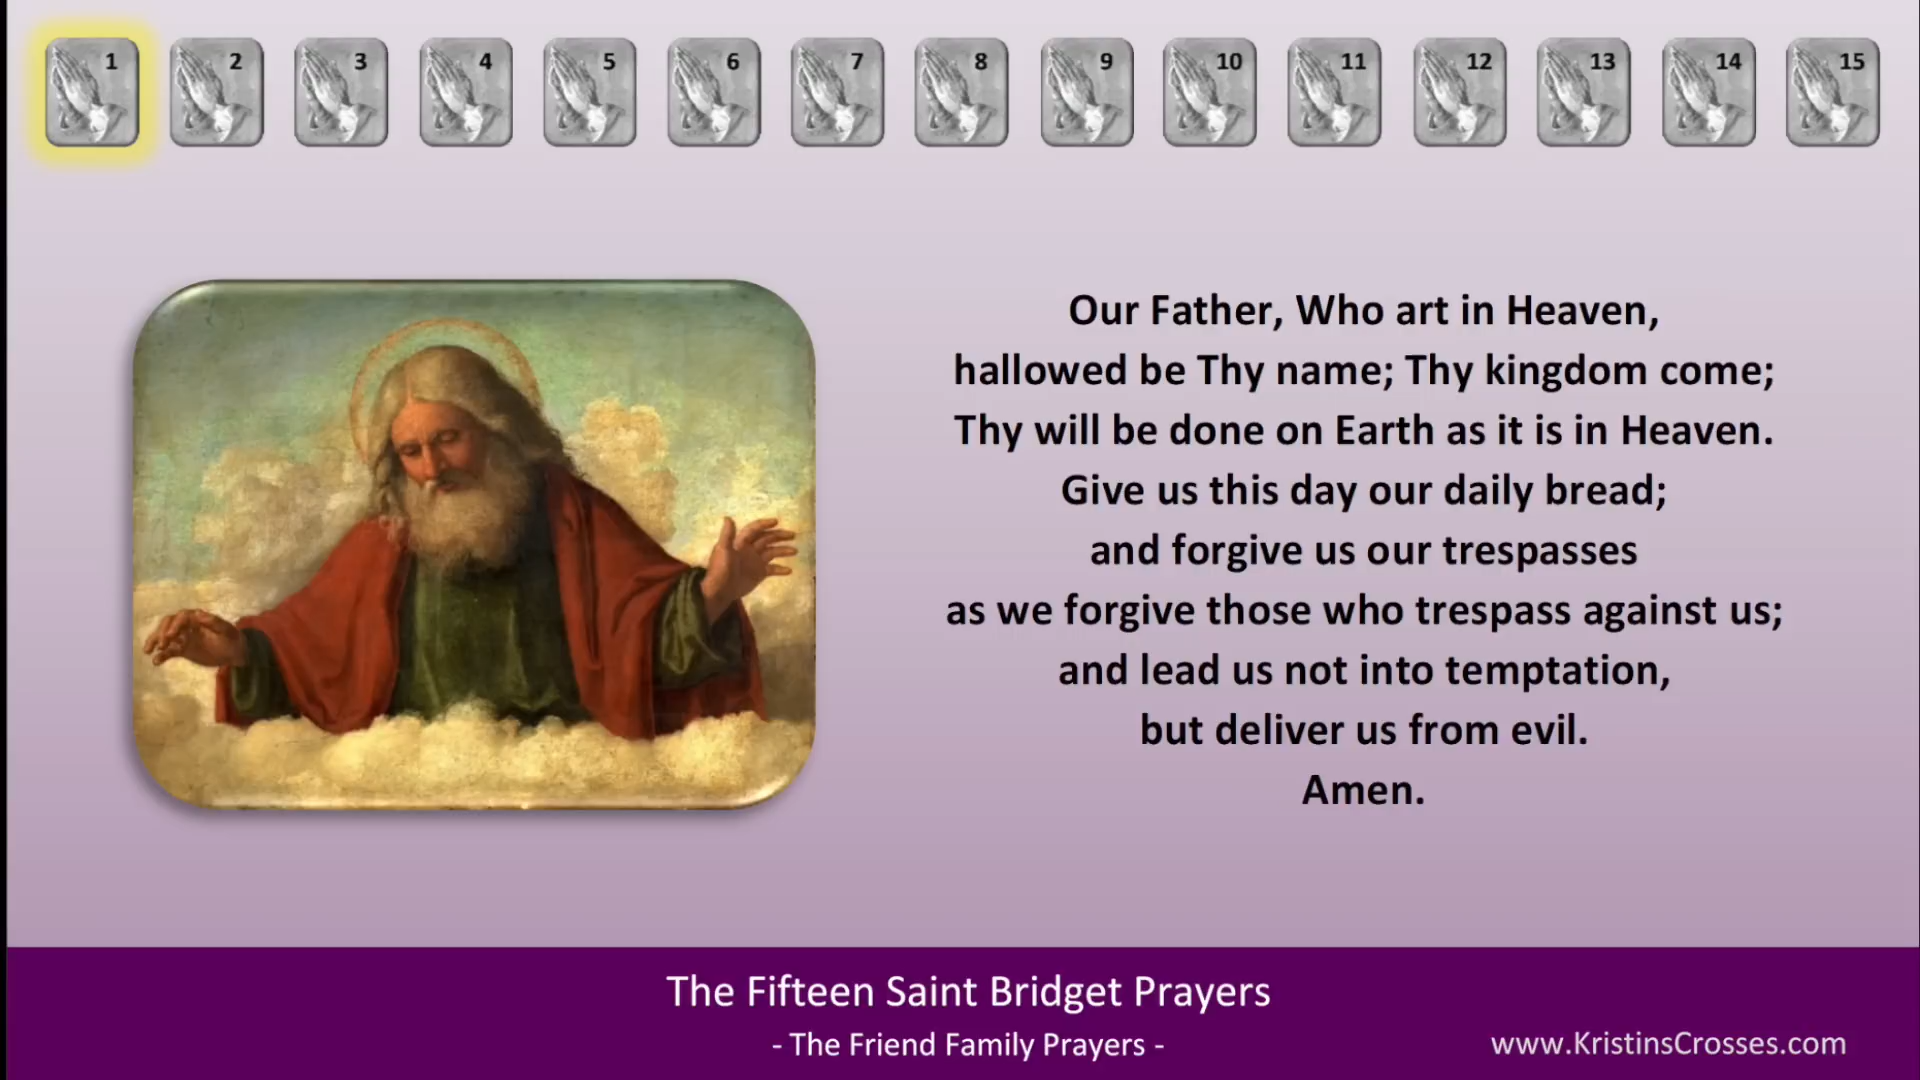 1 2 3 4 5 6 7 8 9 10 11 12 13 14 15
Our Father, Who art in Heaven,
hallowed be Thy name; Thy kingdom come;
Thy will be done on Earth as it is in Heaven.
Give us this day our daily bread;
and forgive us our trespasses
as we forgive those who trespass against us;
and lead us not into temptation,
but deliver us from evil.
Amen.
The Fifteen Saint Bridget Prayers
- The Friend Family Prayers -
www.KristinsCrosses.com